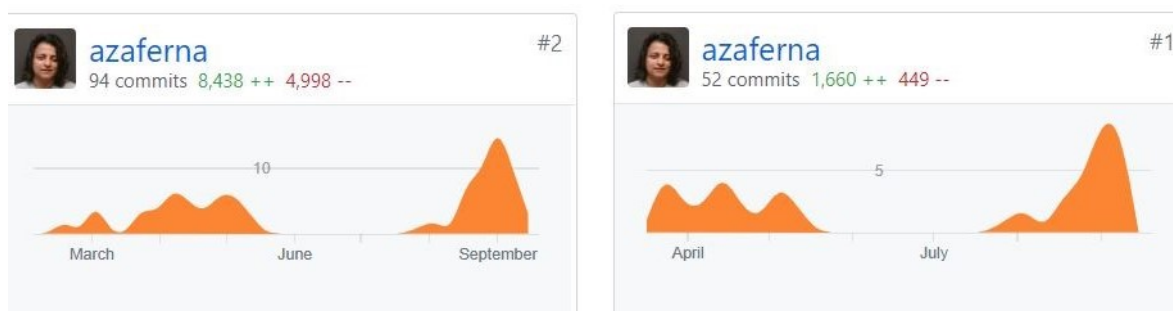 azaferna #2
94 commits 8,438 ++ 4,998 --
10
March June September
azaferna #1
52 commits 1,660 ++ 449 --
5
April July